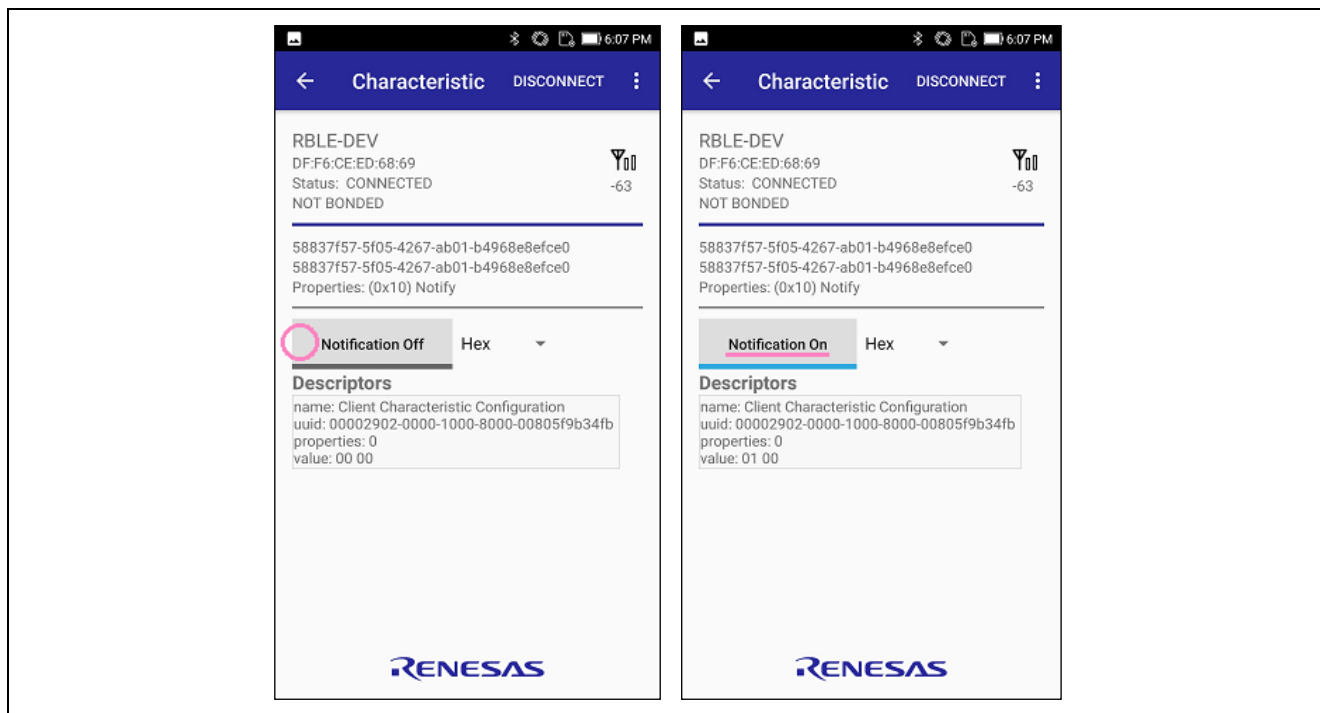 6:07 PM
Characteristic DISCONNECT
RBLE-DEV
DF:F6:CE:ED:68:69
Status: CONNECTED
-63
NOT BONDED
58837f57-5f05-4267-ab01-b4968e8efce0
58837f57-5f05-4267-ab01-b4968e8efce0
Properties: (0x10) Notify
Notification Off Hex
Descriptors
name: Client Characteristic Configuration
uuid: 00002902-0000-1000-8000-00805f9b34fb
properties: 0
value: 00 00
RENESAS
6:07 PM
Characteristic DISCONNECT
RBLE-DEV
DF:F6:CE:ED:68:69
Status: CONNECTED
-63
NOT BONDED
58837f57-5f05-4267-ab01-b4968e8efce0
58837f57-5f05-4267-ab01-b4968e8efce0
Properties: (0x10) Notify
Notification On Hex
Descriptors
name: Client Characteristic Configuration
uuid: 00002902-0000-1000-8000-00805f9b34fb
properties: 0
value: 01 00
RENESAS